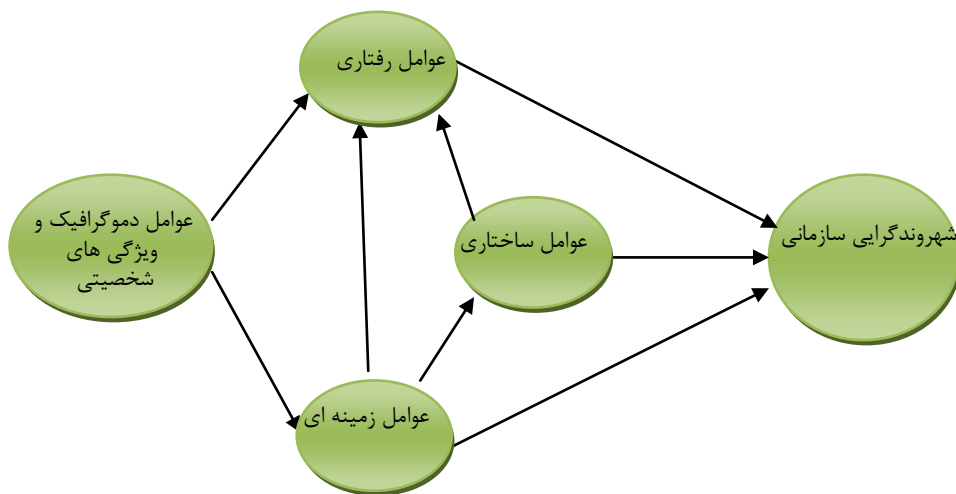 عوامل رفتاری
عوامل دموگرافیک و
ویژگی های
شخصیتی
عوامل ساختاری
شهروندگرایی سازمانی
عوامل زمینه ای